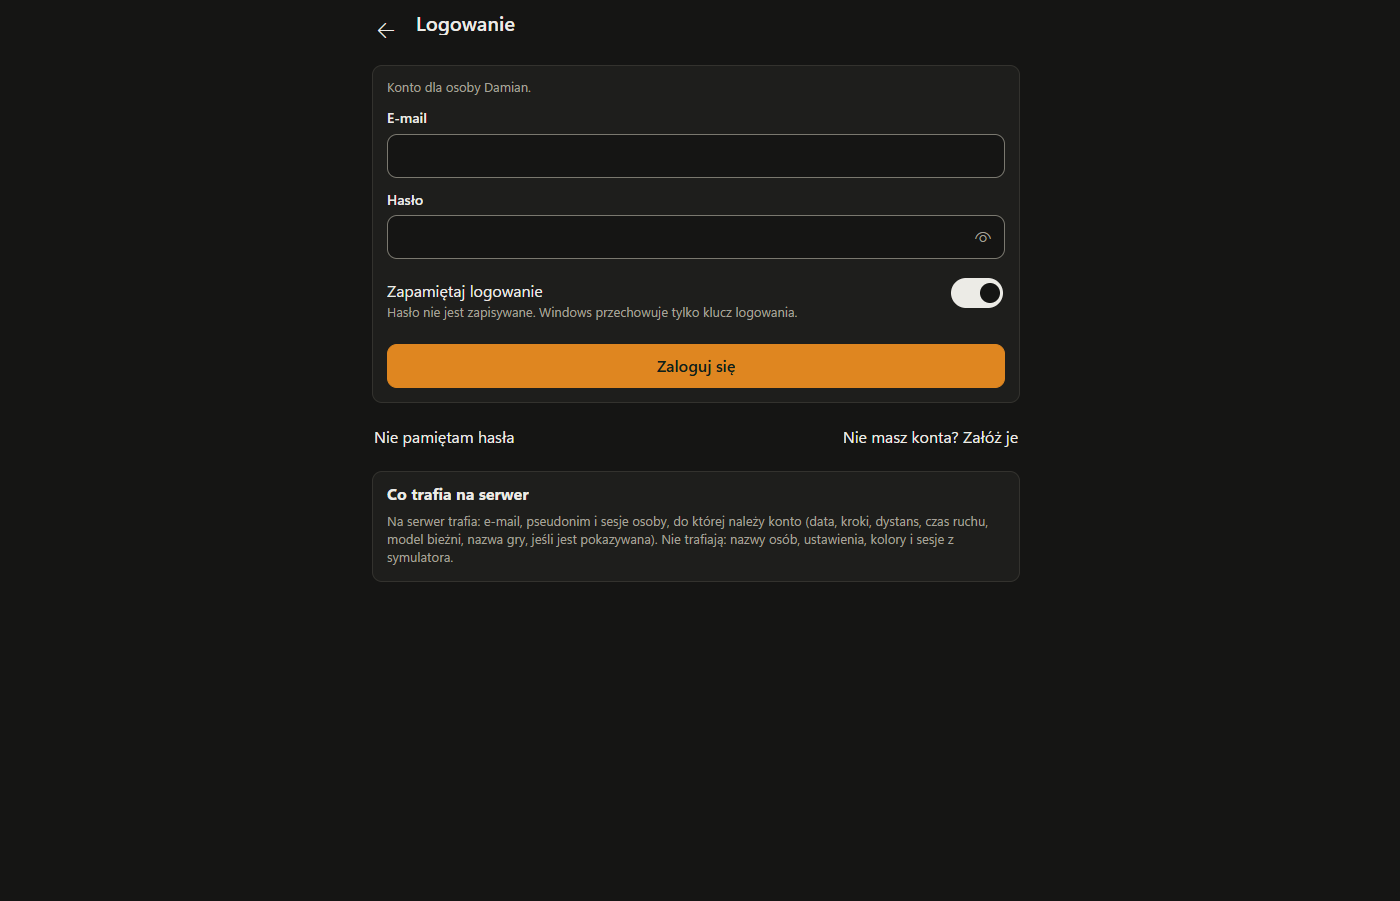 Logowanie
Konto dla osoby Damian.
E-mail
Hasło
Zapamiętaj logowanie
Hasło nie jest zapisywane. Windows przechowuje tylko klucz logowania.
Zaloguj się
Nie pamiętam hasła
Nie masz konta? Załóż je
Co trafia na serwer
Na serwer trafia: e-mail, pseudonim i sesje osoby, do której należy konto (data, kroki, dystans, czas ruchu,
model bieżni, nazwa gry, jeśli jest pokazywana). Nie trafiają: nazwy osób, ustawienia, kolory i sesje z
symulatora.